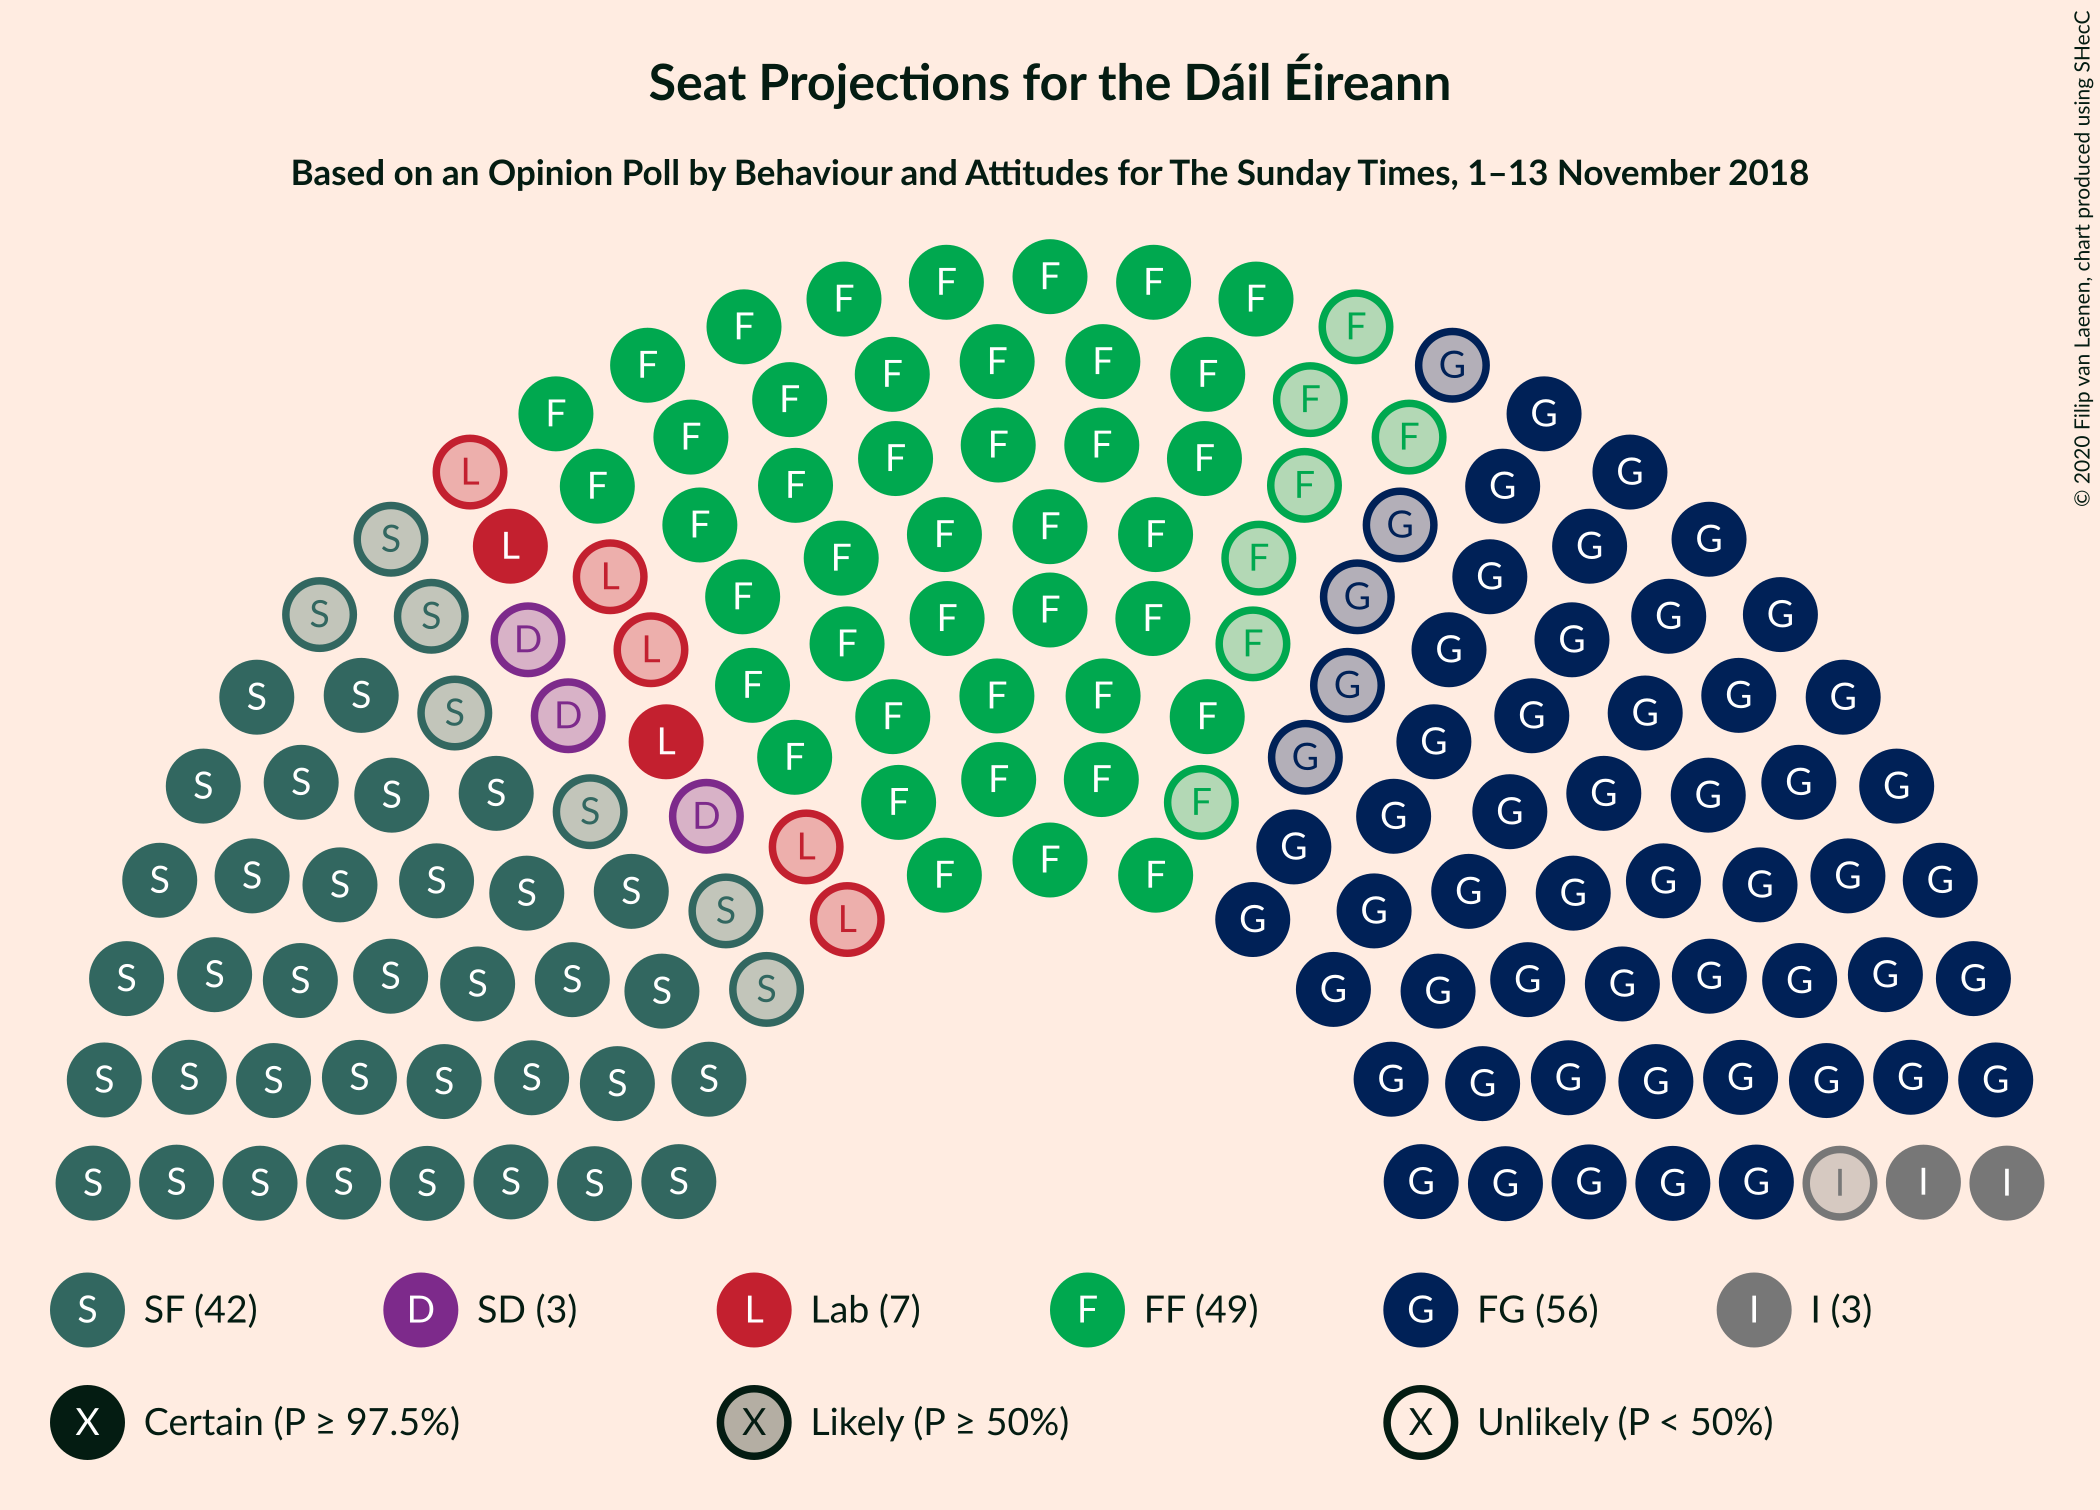 Seat Projections for the Dáil Éireann
Based on an Opinion Poll by Behaviour and Attitudes for The Sunday Times, 1–13 November 2018
© 2020 Filip van Laenen, chart produced using SHecC
F F F F F
F F F G
F F F F F F
F F G
F F F F F F
L F F F G G
S L F F F F F G G G
S S D L F F F F F G G G G G
S S S D L F F F F F F G G G G G G
S S S S S D L F F F F F G G G G G G G
S S S S S S S L L F F F G G G G G G G G
S S S S S S S S G G G G G G G G
S S S S S S S S G G G G G G G G
S S S S S S S S G G G G G I I I
S SF (42) D SD (3) L Lab (7) F FF (49) G FG (56) I I (3)
X Certain (P ≥ 97.5%) X Likely (P ≥ 50%) X Unlikely (P < 50%)